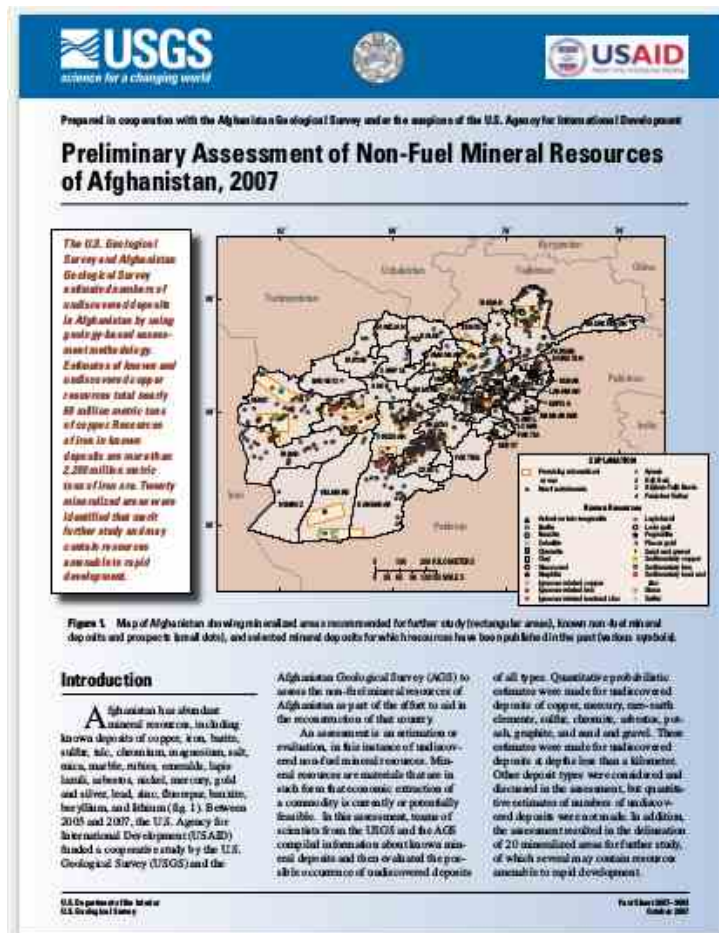 USGS
science for a changing world
USAID
Prepared in cooperation with the Afghanistan Geological Survey under the auspices of the U.S. Agency for International Development
Preliminary Assessment of Non-Fuel Mineral Resources
of Afghanistan, 2007
The U.S. Geological
Survey and Afghanistan
Geological Survey
estimated numbers of
undiscovered deposits
in Afghanistan by using
geology-based assess-
ment methodology.
Estimates of known and
undiscovered copper
resources total nearly
60 million metric tons
of copper. Resources
of iron in known
deposits are more than
2,200 million metric
tons of iron ore. Twenty
mineralized areas were
identified that merit
further study and may
contain resources
amenable to rapid
development.
Kyrgyzstan
Uzbekistan
Tajikistan
China
Turkmenistan
Pakistan
India
Iran
Pakistan
EXPLANATION
Known Resources
Figure 1. Map of Afghanistan showing mineralized areas recommended for further study (rectangular areas), known non-fuel mineral
deposits and prospects (small dots), and selected mineral deposits for which resources have been published in the past (various symbols).
Introduction
Afghanistan has abundant
mineral resources, including
known deposits of copper, iron, barite,
sulfur, talc, chromium, magnesium, salt,
mica, marble, rubies, emeralds, lapis
lazuli, asbestos, nickel, mercury, gold
and silver, lead, zinc, fluorspar, bauxite,
beryllium, and lithium (fig. 1). Between
2005 and 2007, the U.S. Agency for
International Development (USAID)
funded a cooperative study by the U.S.
Geological Survey (USGS) and the
Afghanistan Geological Survey (AGS) to
assess the non-fuel mineral resources of
Afghanistan as part of the effort to aid in
the reconstruction of that country.
An assessment is an estimation or
evaluation, in this instance of undiscov-
ered non-fuel mineral resources. Min-
eral resources are materials that are in
such form that economic extraction of
a commodity is currently or potentially
feasible. In this assessment, teams of
scientists from the USGS and the AGS
compiled information about known min-
eral deposits and then evaluated the pos-
sible occurrence of undiscovered deposits
of all types. Quantitative probabilistic
estimates were made for undiscovered
deposits of copper, mercury, rare-earth
elements, sulfur, chromite, asbestos, pot-
ash, graphite, and sand and gravel. These
estimates were made for undiscovered
deposits at depths less than a kilometer.
Other deposit types were considered and
discussed in the assessment, but quantita-
tive estimates of numbers of undiscov-
ered deposits were not made. In addition,
the assessment resulted in the delineation
of 20 mineralized areas for further study,
of which several may contain resources
amenable to rapid development.
U.S. Department of the Interior
U.S. Geological Survey
October 2007